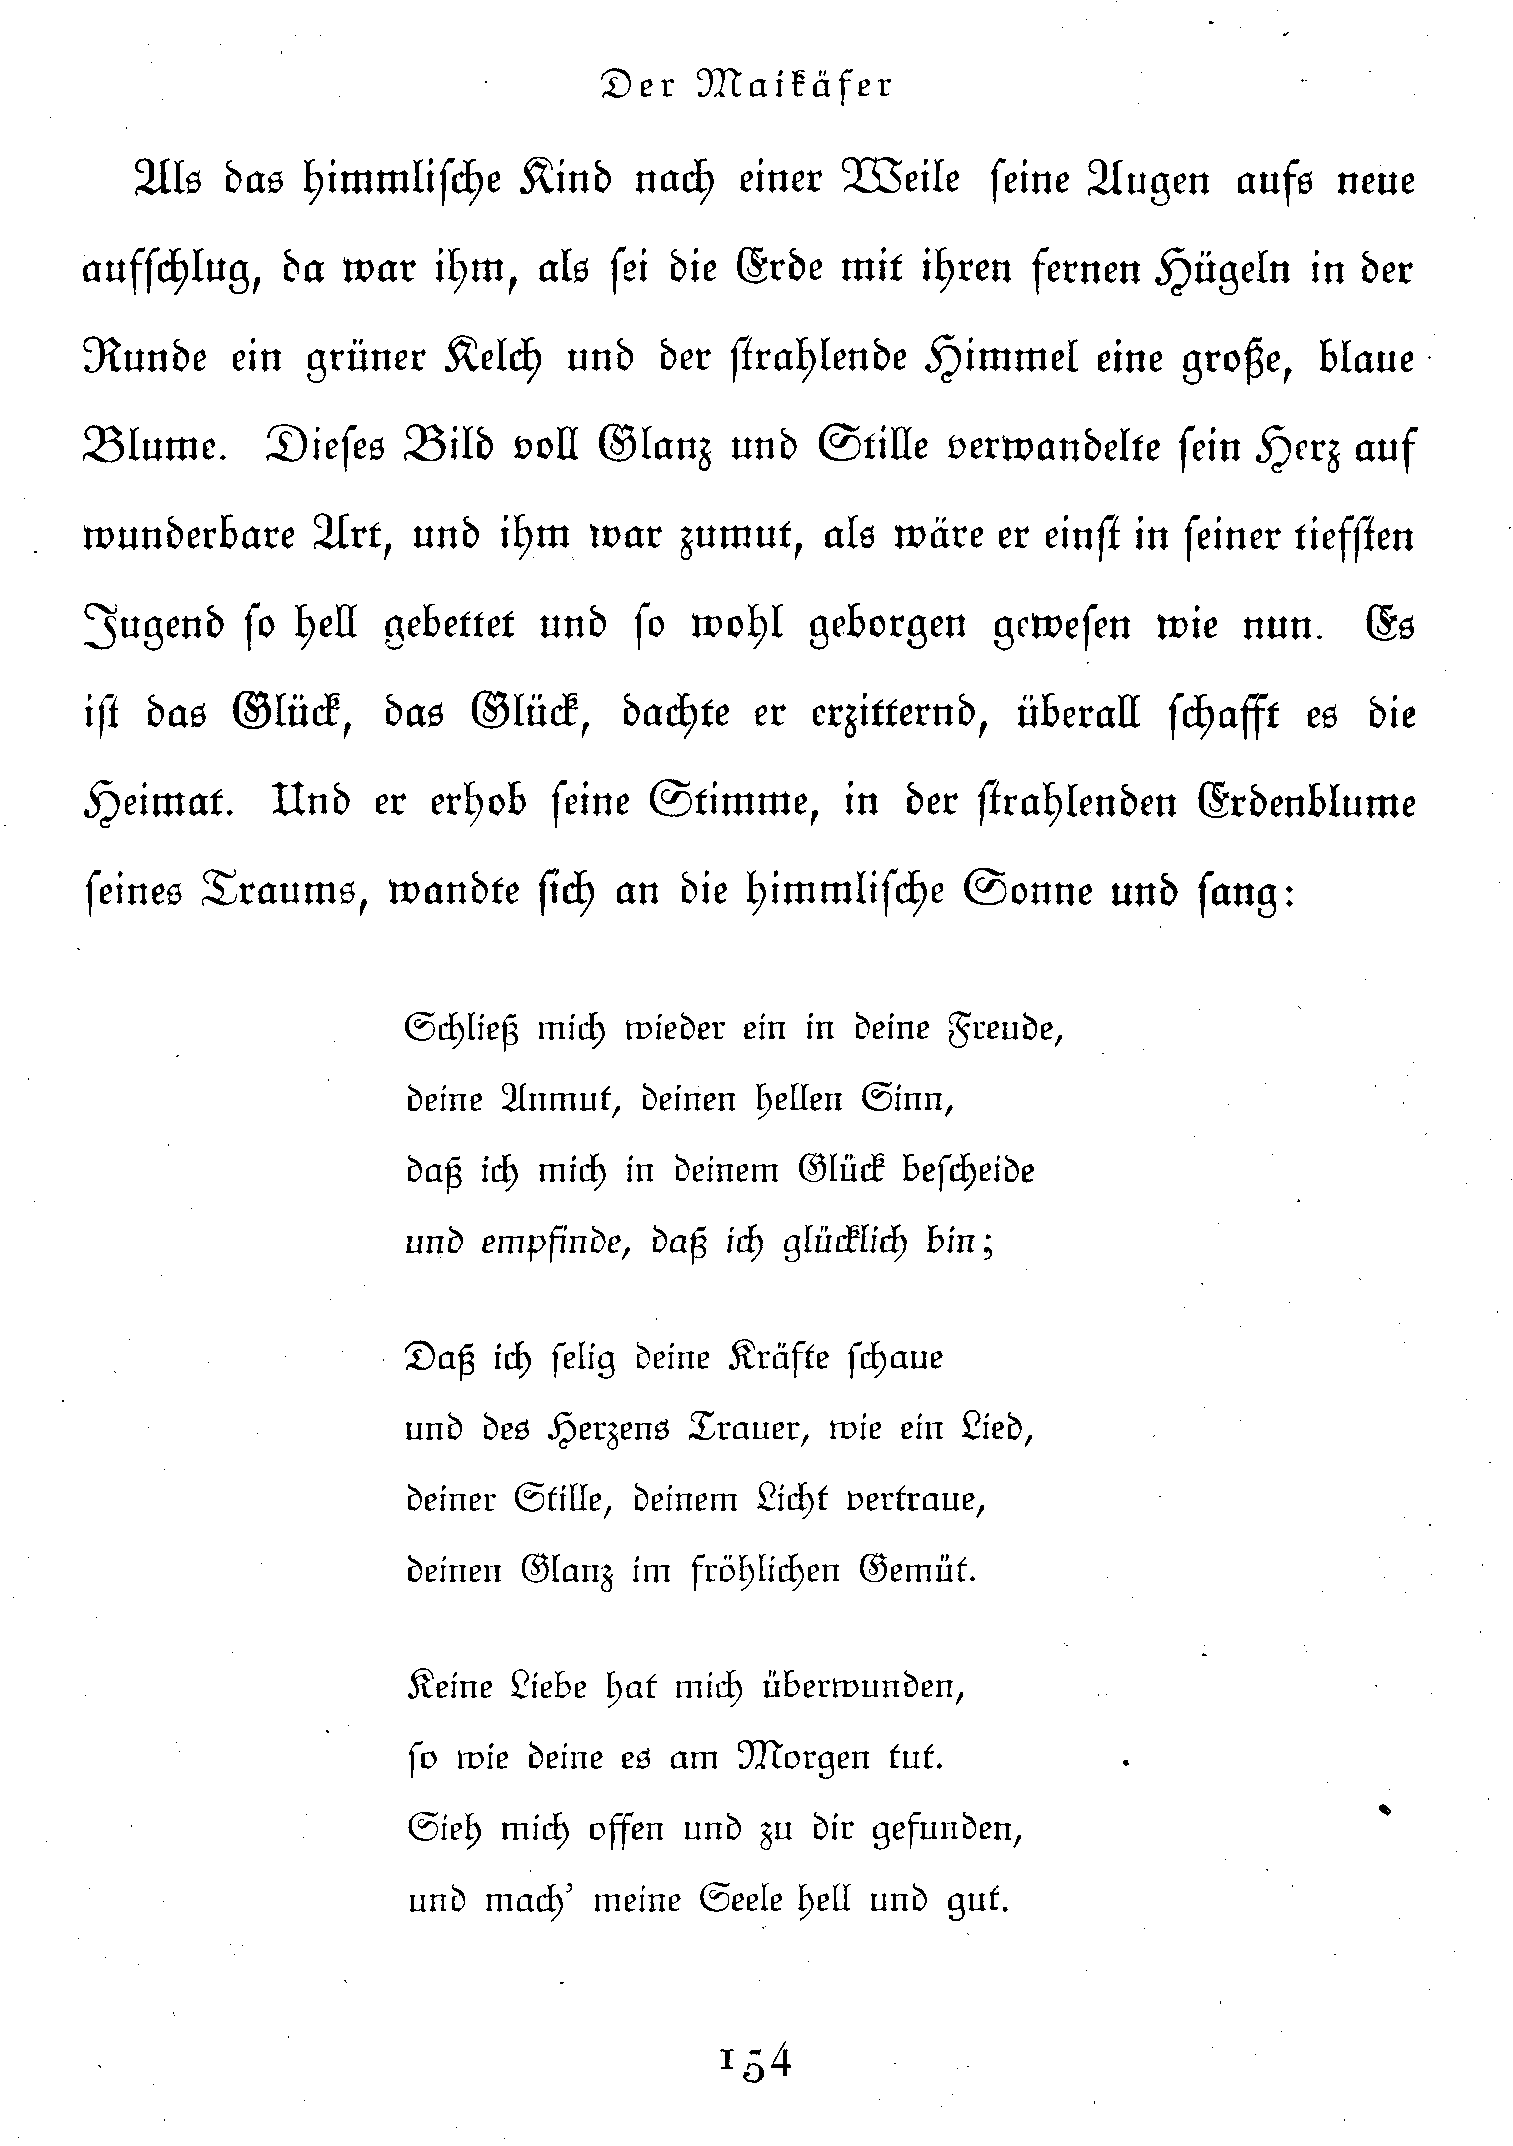 Der Maikäfer
Als das himmliſche Kind nach einer Weile ſeine Augen aufs neue
aufſchlug, da war ihm, als ſei die Erde mit ihren fernen Hügeln in der
Runde ein grüner Kelch und der ſtrahlende Himmel eine große, blaue
Blume. Dieſes Bild voll Glanz und Stille verwandelte ſein Herz auf
wunderbare Art, und ihm war zumut, als wäre er einſt in ſeiner tiefſten
Jugend ſo hell gebettet und ſo wohl geborgen geweſen wie nun. Es
iſt das Glück, das Glück, dachte er erzitternd, überall ſchafft es die
Heimat. Und er erhob ſeine Stimme, in der ſtrahlenden Erdenblume
ſeines Traums, wandte ſich an die himmliſche Sonne und ſang:
Schließ mich wieder ein in deine Freude,
deine Anmut, deinen hellen Sinn,
daß ich mich in deinem Glück beſcheide
und empfinde, daß ich glücklich bin;
Daß ich ſelig deine Kräfte ſchaue
und des Herzens Trauer, wie ein Lied,
deiner Stille, deinem Licht vertraue,
deinen Glanz im fröhlichen Gemüt.
Keine Liebe hat mich überwunden,
ſo wie deine es am Morgen tut.
Sieh mich offen und zu dir gefunden,
und mach' meine Seele hell und gut.
154